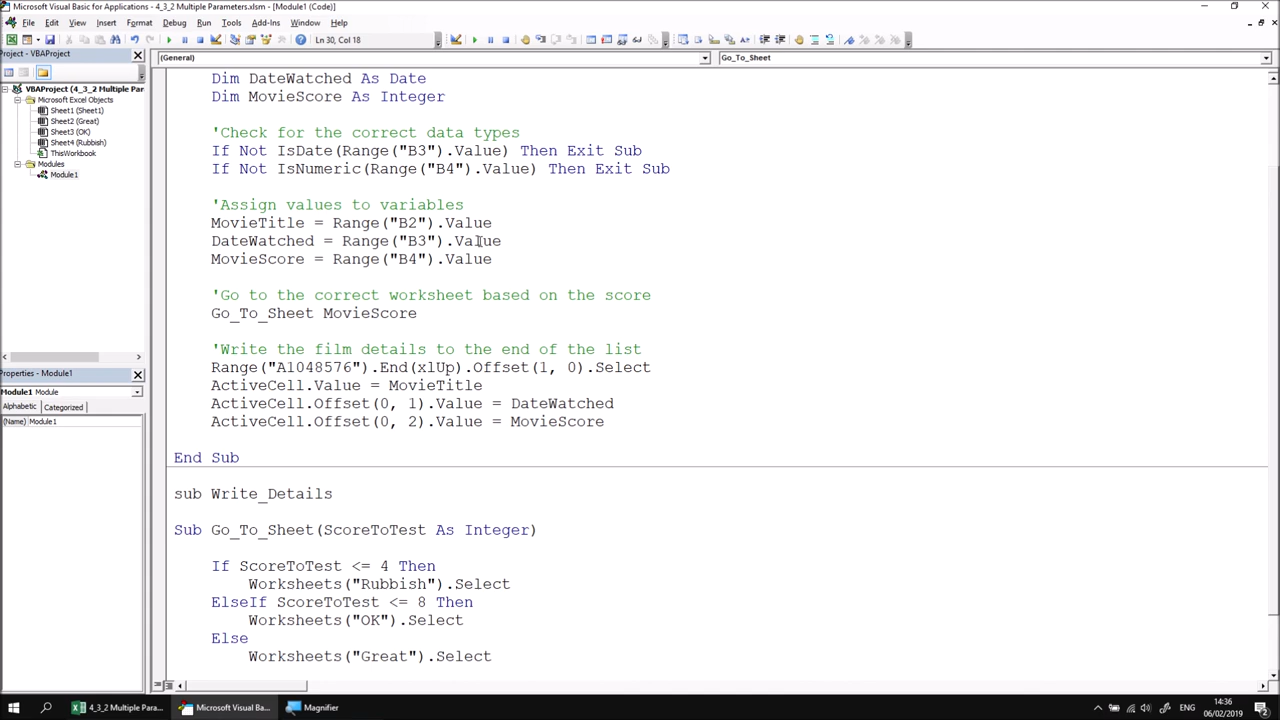 Microsoft Visual Basic for Applications - 4_3_2 Multiple Parameters.xlsm - [Module1 (Code)]
File Edit View Insert Format Debug Run Tools Add-Ins Window Help
Ln 30, Col 18
Project - VBAProject
(General) Go_To_Sheet
VBAProject (4_3_2 Multiple Par
Microsoft Excel Objects
Sheet1 (Sheet1)
Sheet2 (Great)
Sheet3 (OK)
Sheet4 (Rubbish)
ThisWorkbook
Modules
Module1
Properties - Module1
Module1 Module
Alphabetic Categorized
(Name) Module1
Dim DateWatched As Date
Dim MovieScore As Integer
'Check for the correct data types
If Not IsDate(Range("B3").Value) Then Exit Sub
If Not IsNumeric(Range("B4").Value) Then Exit Sub
'Assign values to variables
MovieTitle = Range("B2").Value
DateWatched = Range("B3").Value
MovieScore = Range("B4").Value
'Go to the correct worksheet based on the score
Go_To_Sheet MovieScore
'Write the film details to the end of the list
Range("A1048576").End(xlUp).Offset(1, 0).Select
ActiveCell.Value = MovieTitle
ActiveCell.Offset(0, 1).Value = DateWatched
ActiveCell.Offset(0, 2).Value = MovieScore
End Sub
sub Write_Details
Sub Go_To_Sheet(ScoreToTest As Integer)
If ScoreToTest <= 4 Then
Worksheets("Rubbish").Select
ElseIf ScoreToTest <= 8 Then
Worksheets("OK").Select
Else
Worksheets("Great").Select
4_3_2 Multiple Para... Microsoft Visual Ba... Magnifier
ENG
14:36
06/02/2019
2